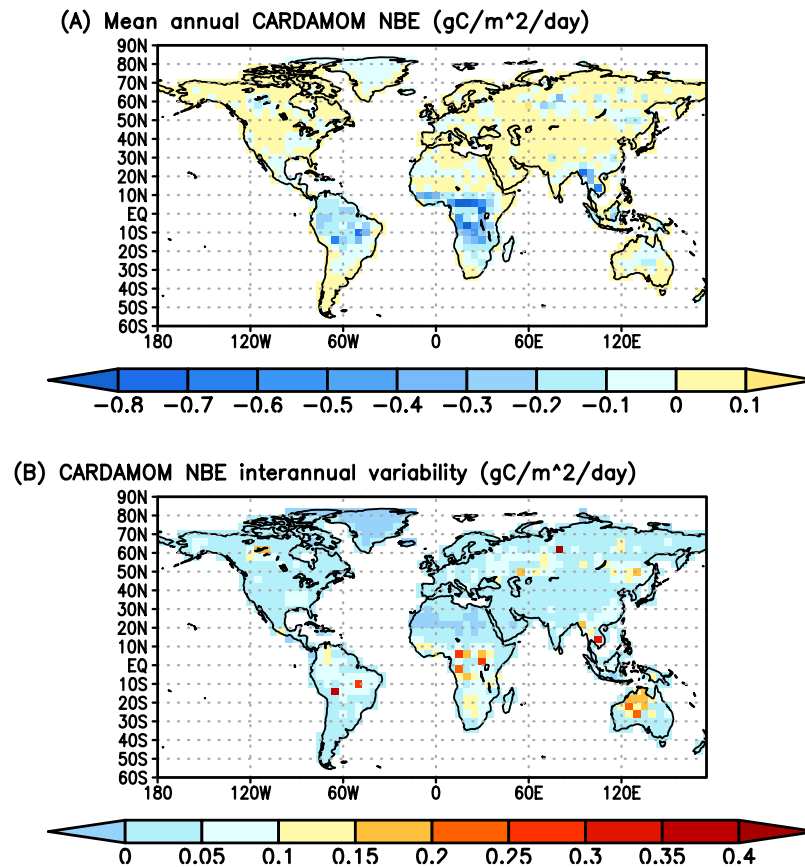 (A) Mean annual CARDAMOM NBE (gC/m^2/day)
90N
80N
70N
60N
50N
40N
30N
20N
10N
EQ
10S
20S
30S
40S
50S
60S
180 120W 60W 0 60E 120E
-0.8 -0.7 -0.6 -0.5 -0.4 -0.3 -0.2 -0.1 0 0.1
(B) CARDAMOM NBE interannual variability (gC/m^2/day)
90N
80N
70N
60N
50N
40N
30N
20N
10N
EQ
10S
20S
30S
40S
50S
60S
180 120W 60W 0 60E 120E
0 0.05 0.1 0.15 0.2 0.25 0.3 0.35 0.4